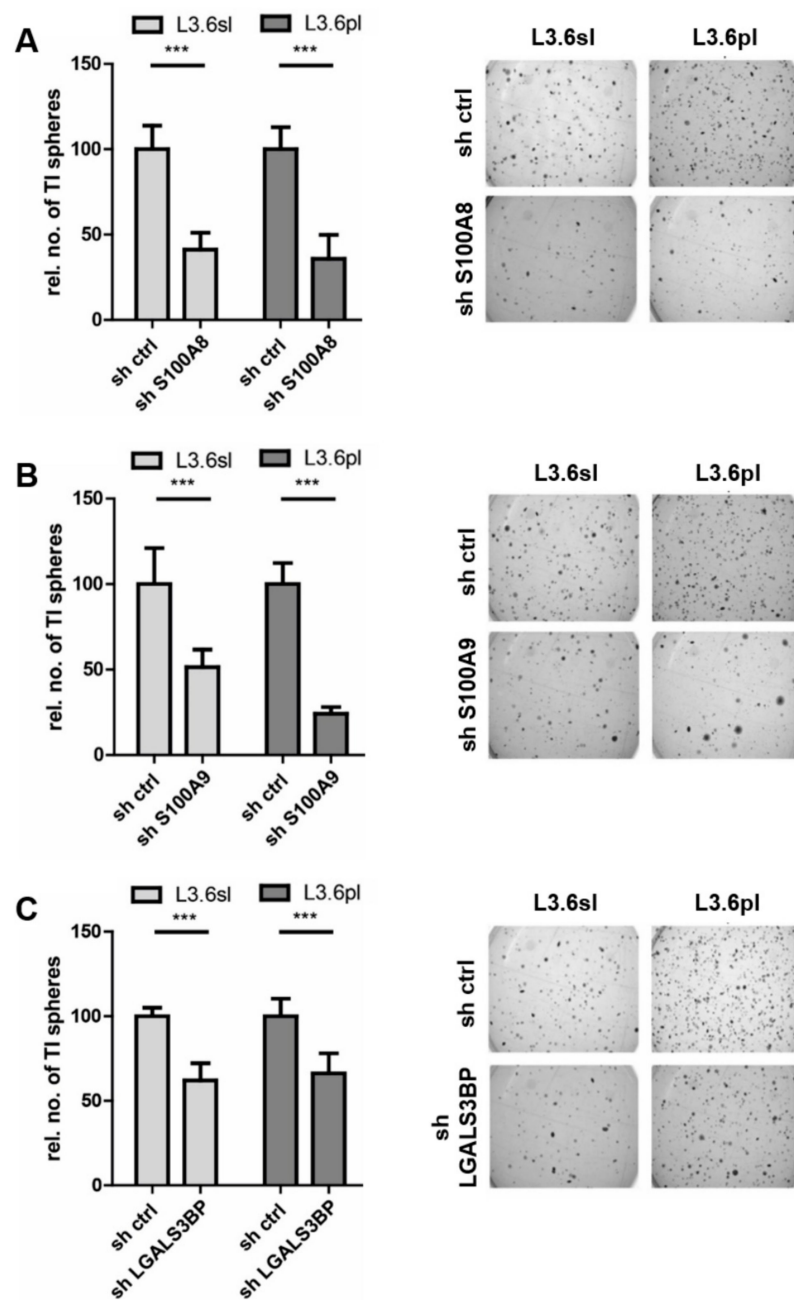 A
L3.6sl L3.6pl
*** ***
rel. no. of TI spheres
150
100
50
0
sh ctrl
sh S100A8
sh ctrl
sh S100A8
L3.6sl L3.6pl
sh ctrl
sh S100A8
B
L3.6sl L3.6pl
*** ***
rel. no. of TI spheres
150
100
50
0
sh ctrl
sh S100A9
sh ctrl
sh S100A9
L3.6sl L3.6pl
sh ctrl
sh S100A9
C
L3.6sl L3.6pl
*** ***
rel. no. of TI spheres
150
100
50
0
sh ctrl
sh LGALS3BP
sh ctrl
sh LGALS3BP
L3.6sl L3.6pl
sh ctrl
sh
LGALS3BP